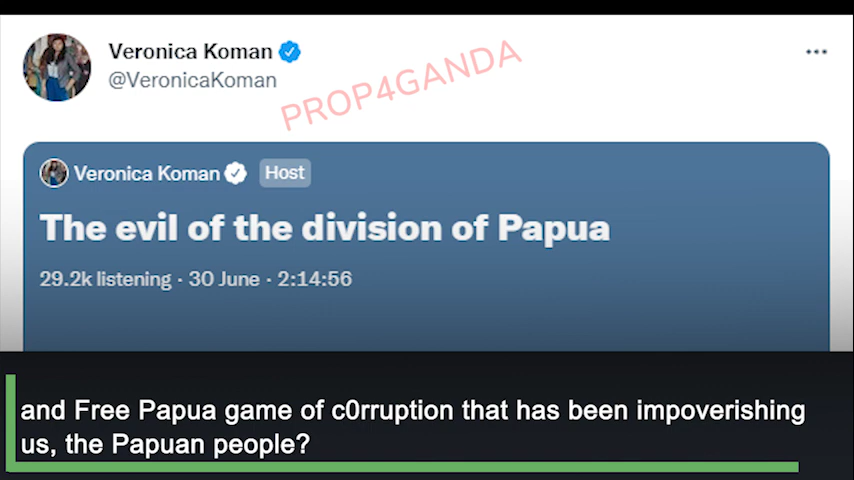 Veronica Koman
@VeronicaKoman
PROP4GANDA
Veronica Koman Host
The evil of the division of Papua
29.2k listening · 30 June · 2:14:56
and Free Papua game of c0rruption that has been impoverishing
us, the Papuan people?